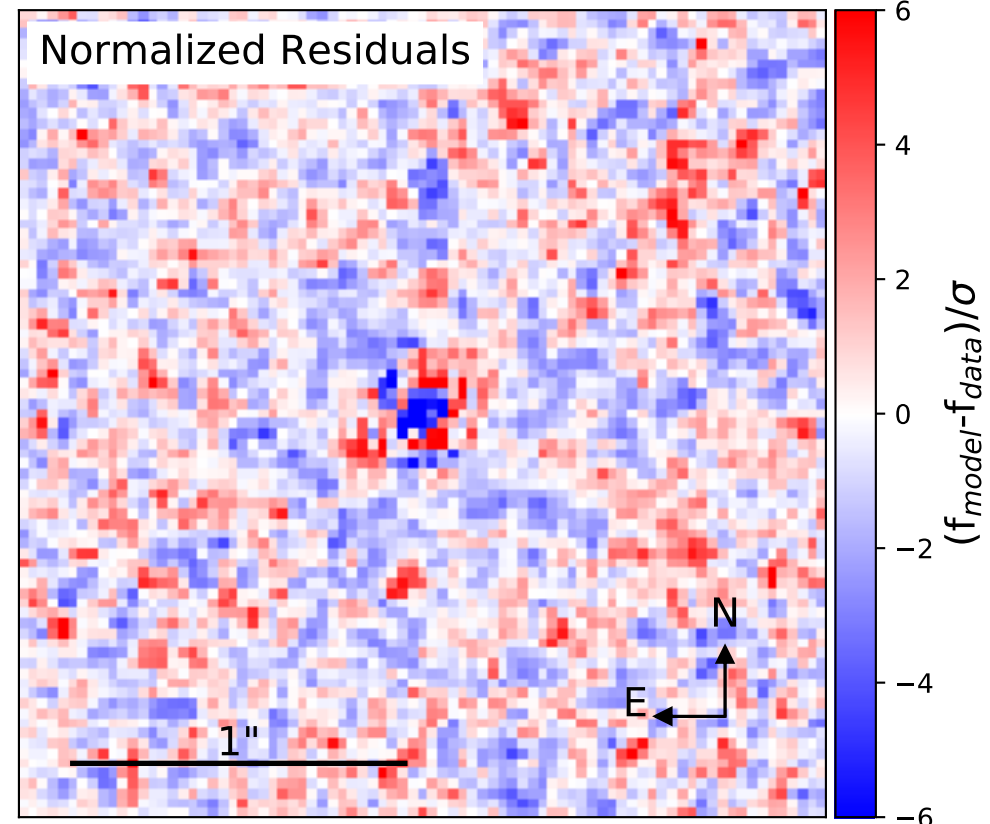 Normalized Residuals
6
4
2
0
−2
−4
−6
(f_model-f_data)/σ
N
E
1"